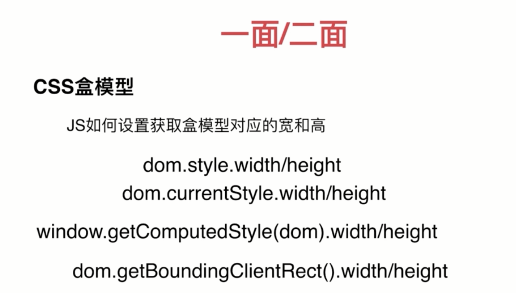 一面/二面
CSS盒模型
JS如何设置获取盒模型对应的宽和高
dom.style.width/height
dom.currentStyle.width/height
window.getComputedStyle(dom).width/height
dom.getBoundingClientRect().width/height